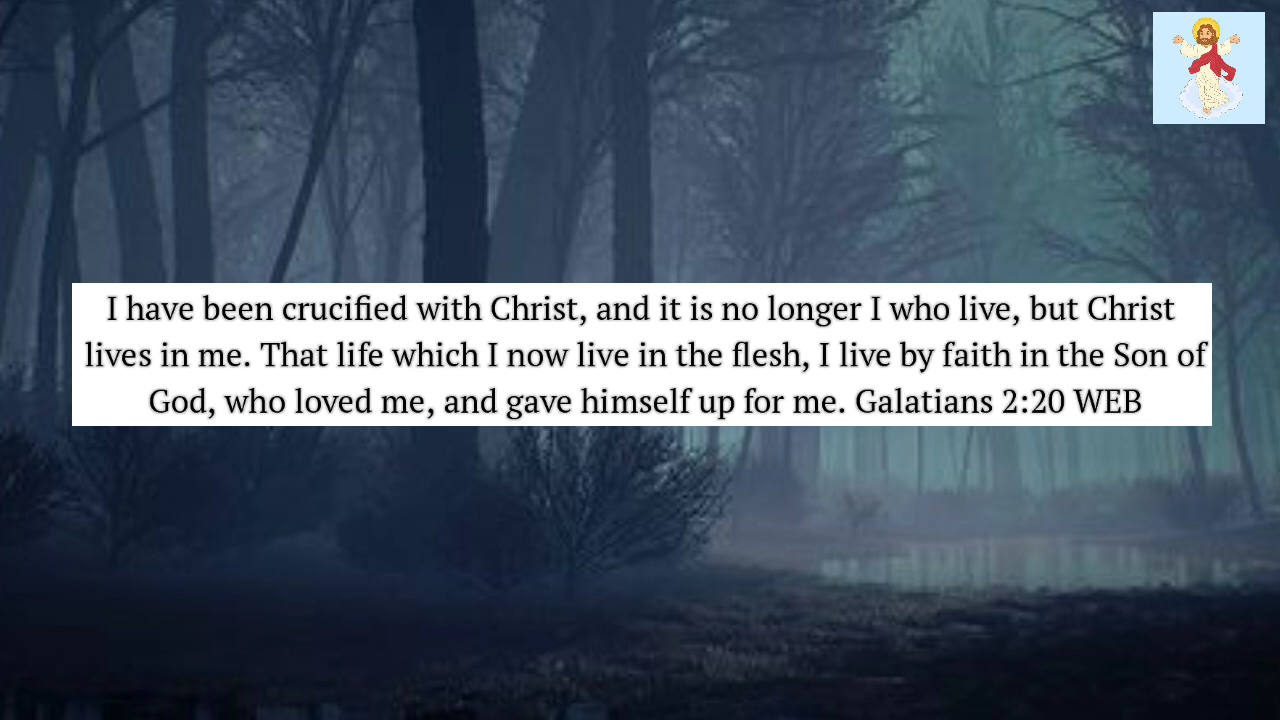 I have been crucified with Christ, and it is no longer I who live, but Christ
lives in me. That life which I now live in the flesh, I live by faith in the Son of
God, who loved me, and gave himself up for me. Galatians 2:20 WEB